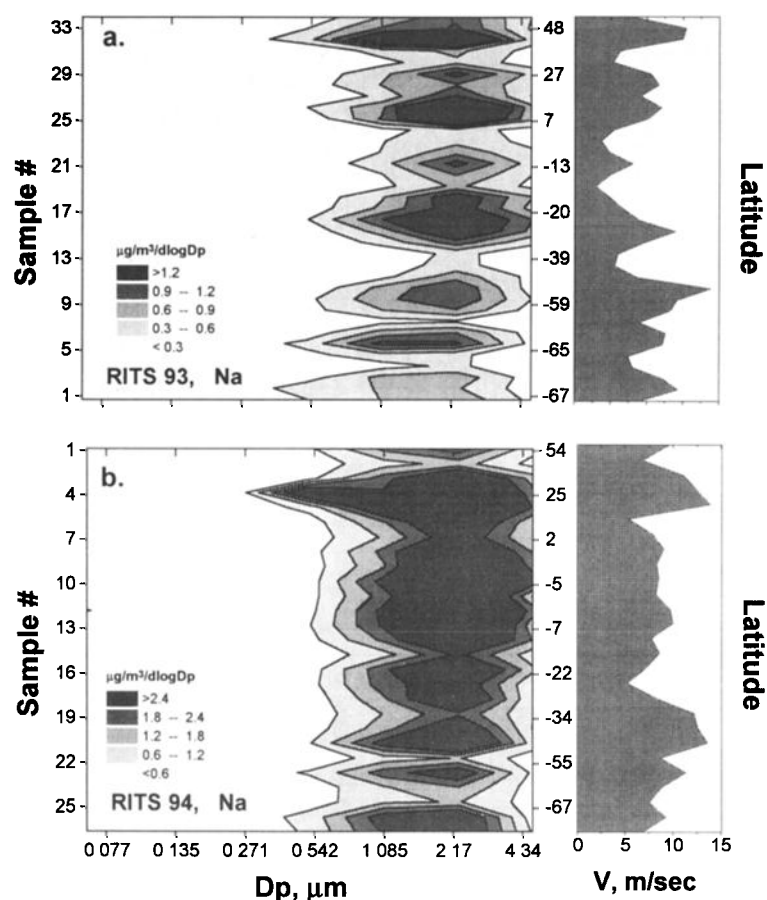 a.
33
29
25
21
17
13
9
5
1
Sample #
µg/m³/dlogDp
>1.2
0.9 -- 1.2
0.6 -- 0.9
0.3 -- 0.6
< 0.3
RITS 93, Na
48
27
7
-13
-20
-39
-59
-65
-67
Latitude
b.
1
4
7
10
13
16
19
22
25
Sample #
µg/m³/dlogDp
>2.4
1.8 -- 2.4
1.2 -- 1.8
0.6 -- 1.2
<0.6
RITS 94, Na
54
25
2
-5
-7
-22
-34
-55
-67
Latitude
0 077 0 135 0 271 0 542 1 085 2 17 4 34
Dp, µm
0 5 10 15
V, m/sec